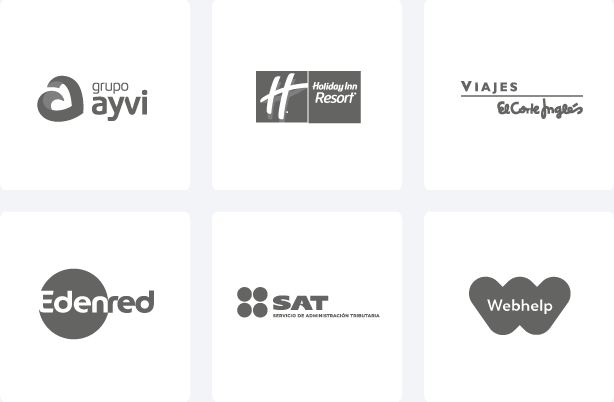 grupo
ayvi
H Holiday Inn
Resort®
VIAJES
El Corte Inglés
Edenred
SAT
SERVICIO DE ADMINISTRACIÓN TRIBUTARIA
Webhelp